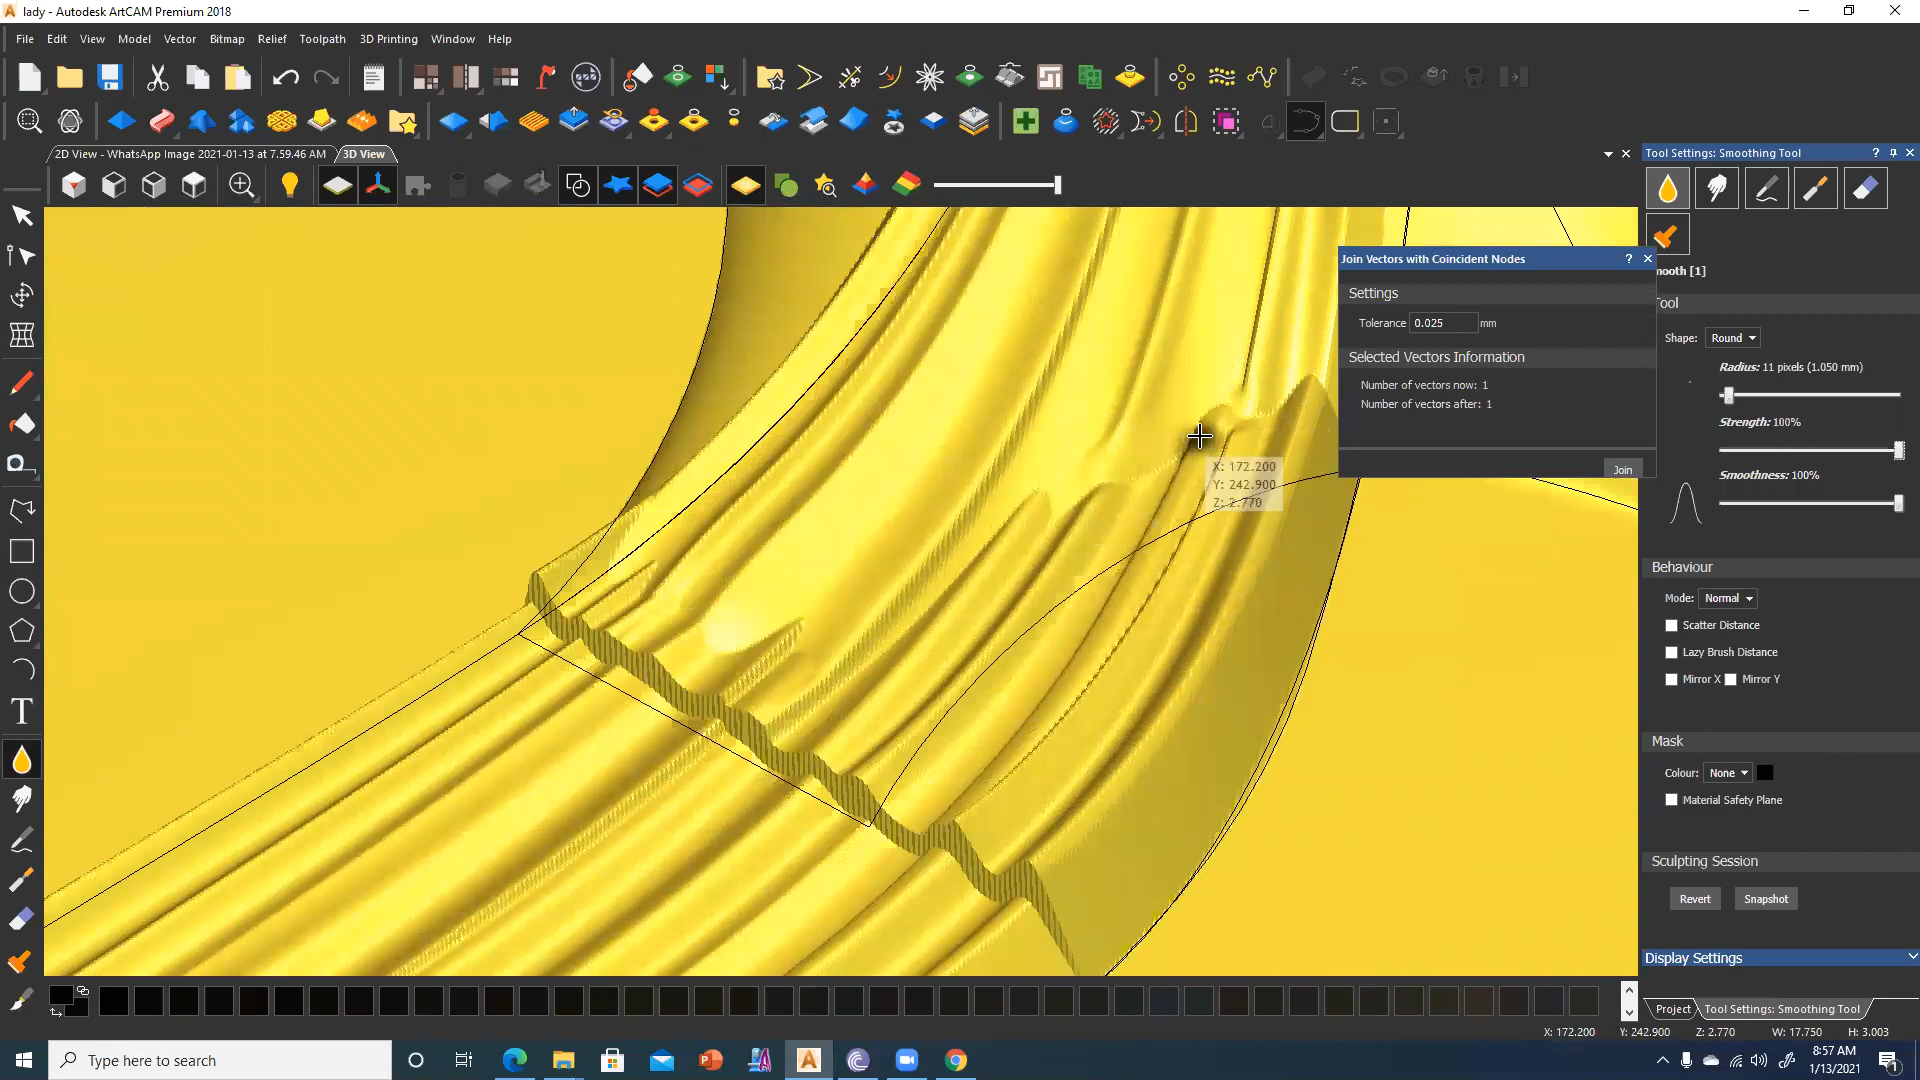 lady - Autodesk ArtCAM Premium 2018
File Edit View Model Vector Bitmap Relief Toolpath 3D Printing Window Help
2D View - WhatsApp Image 2021-01-13 at 7.59.46 AM
3D View
Tool Settings: Smoothing Tool
Join Vectors with Coincident Nodes
Settings
Tolerance 0.025 mm
Selected Vectors Information
Number of vectors now: 1
Number of vectors after: 1
Join
X: 172.200
Y: 242.900
Z: 2.770
mooth [1]
Tool
Shape: Round
Radius: 11 pixels (1.050 mm)
Strength: 100%
Smoothness: 100%
Behaviour
Mode: Normal
Scatter Distance
Lazy Brush Distance
Mirror X Mirror Y
Mask
Colour: None
Material Safety Plane
Sculpting Session
Revert Snapshot
Display Settings
Project Tool Settings: Smoothing Tool
X: 172.200 Y: 242.900 Z: 2.770 W: 17.750 H: 3.003
Type here to search
8:57 AM
1/13/2021